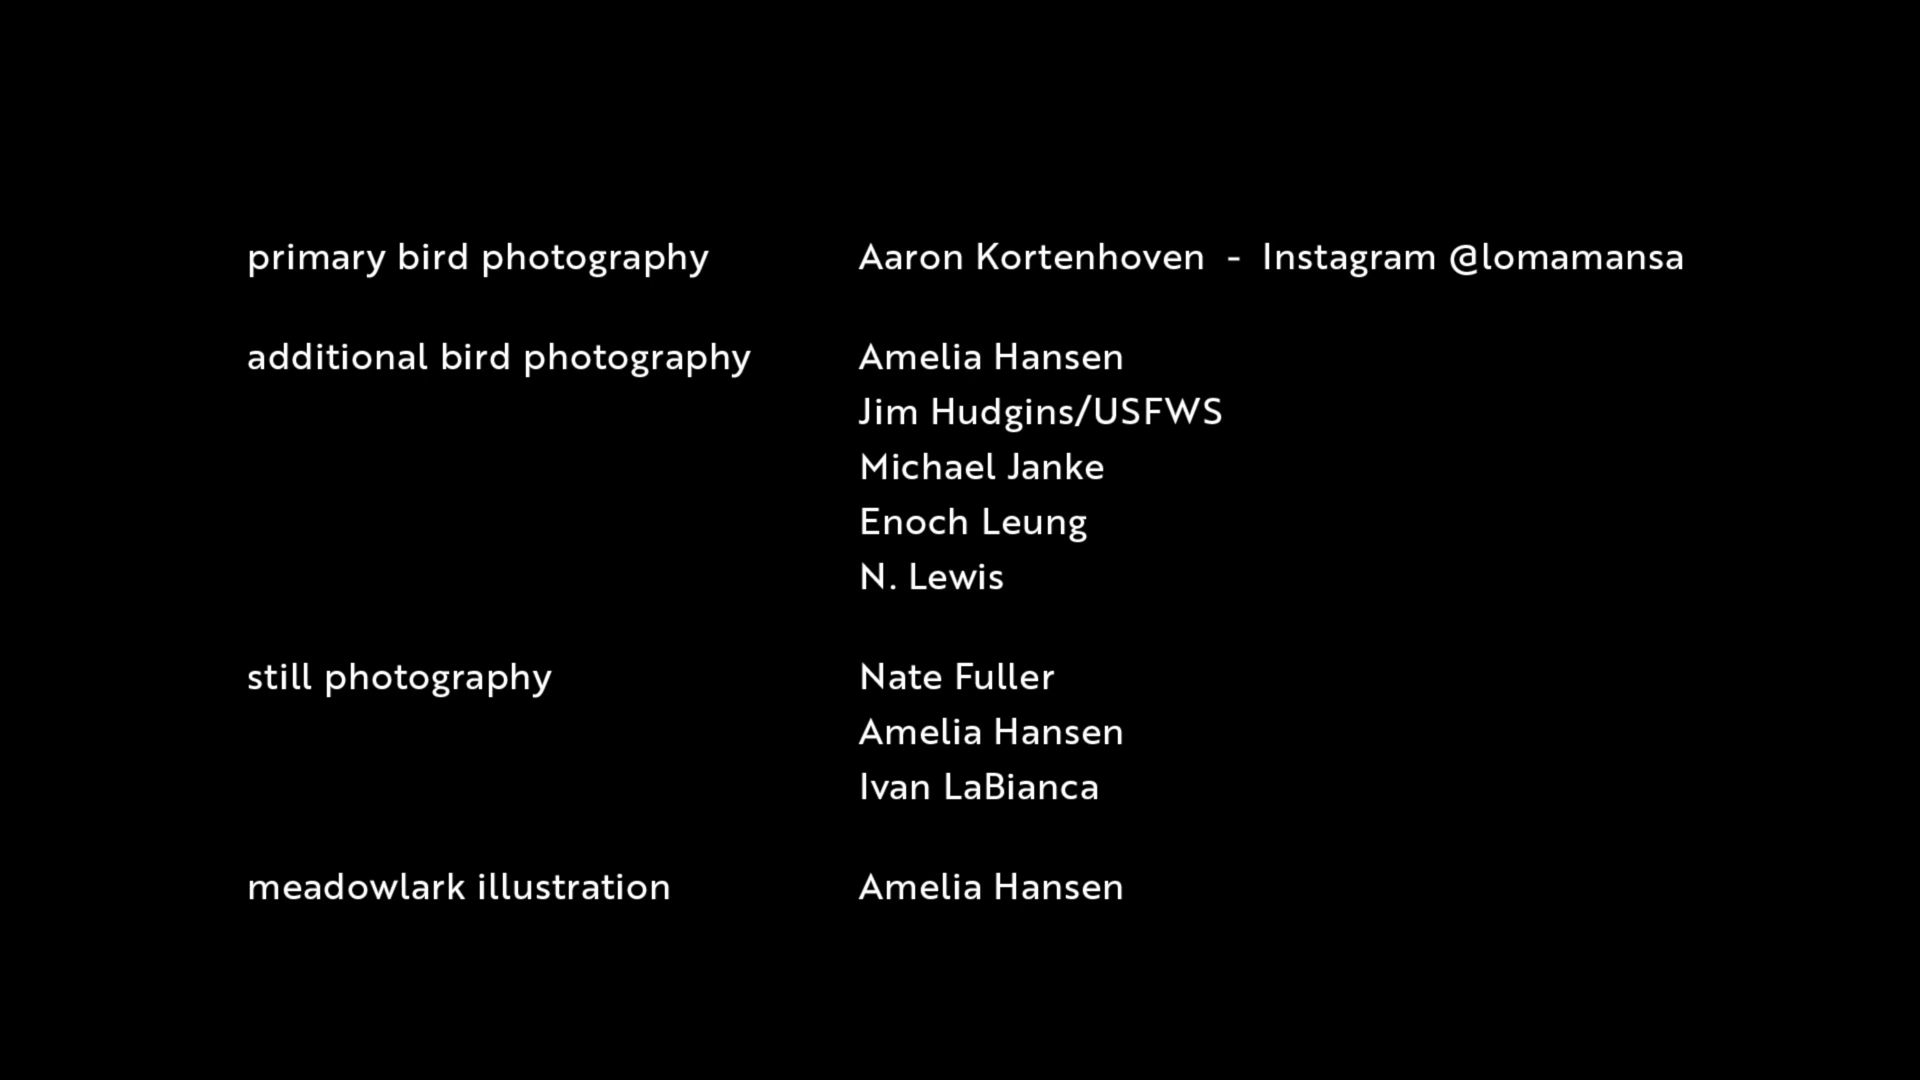 primary bird photography Aaron Kortenhoven - Instagram @lomamansa
additional bird photography Amelia Hansen
Jim Hudgins/USFWS
Michael Janke
Enoch Leung
N. Lewis
still photography Nate Fuller
Amelia Hansen
Ivan LaBianca
meadowlark illustration Amelia Hansen